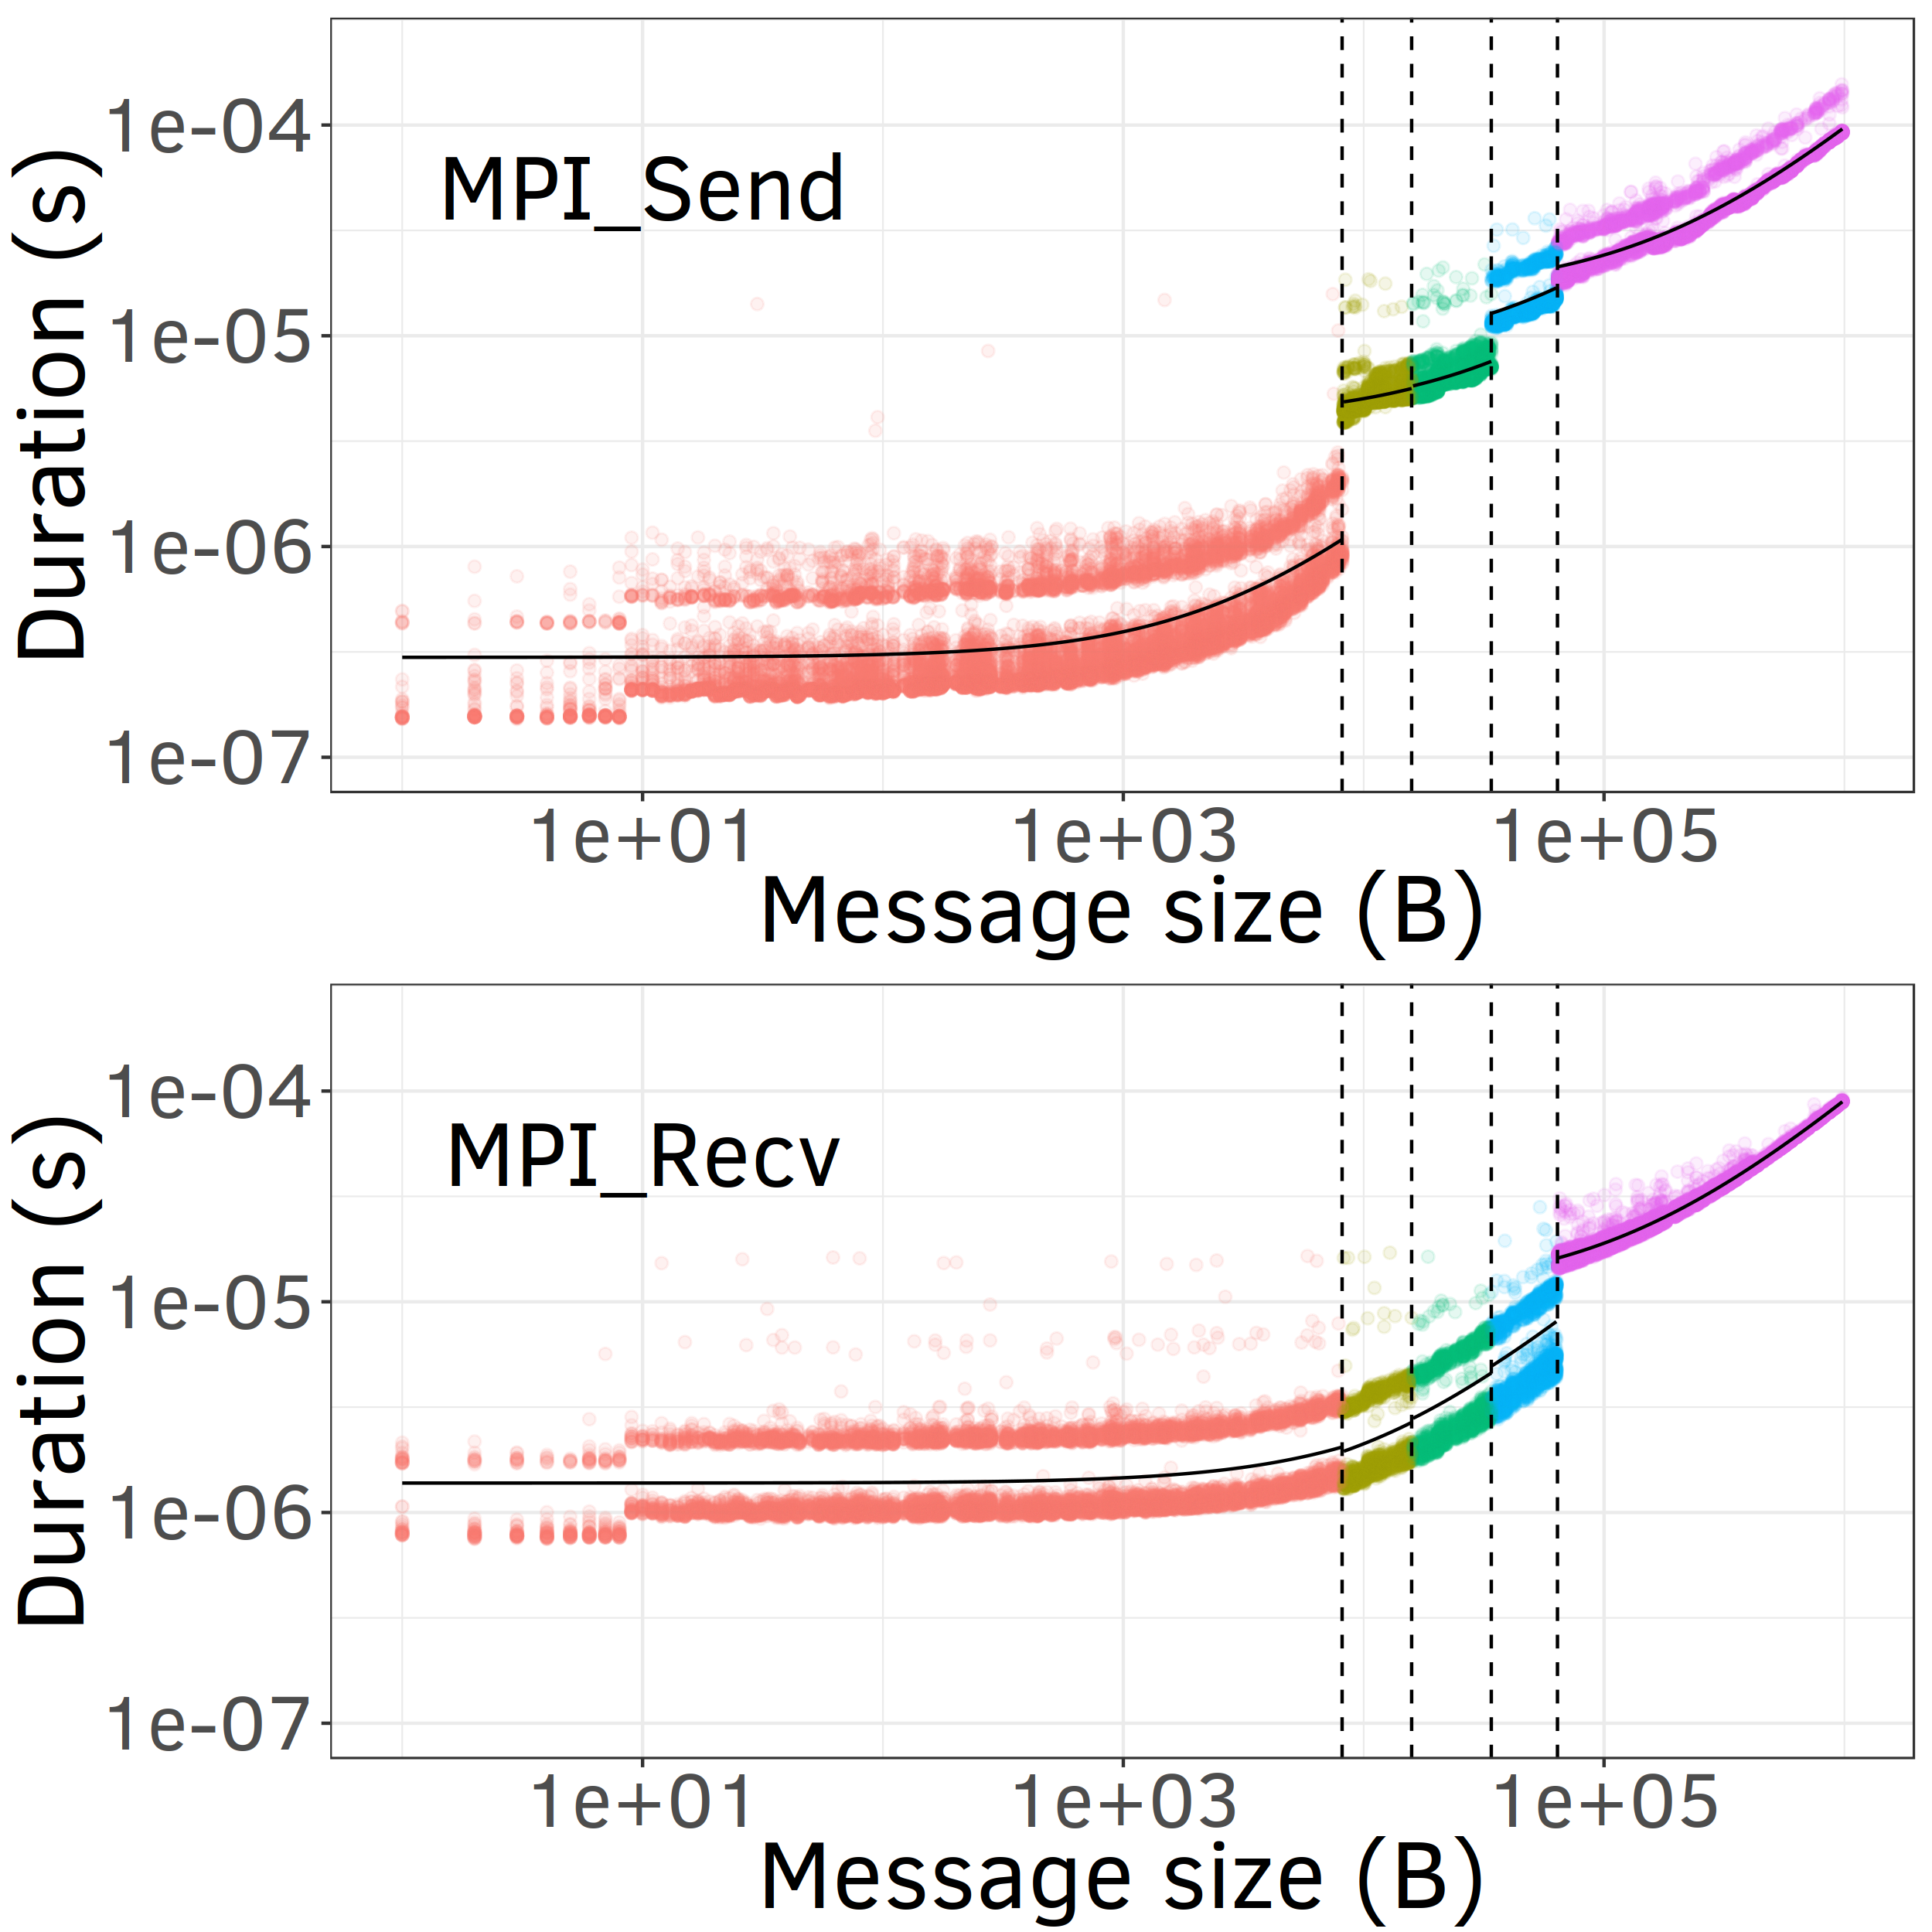 Duration (s)
1e-04
1e-05
1e-06
1e-07
MPI_Send
1e+01 1e+03 1e+05
Message size (B)
Duration (s)
1e-04
1e-05
1e-06
1e-07
MPI_Recv
1e+01 1e+03 1e+05
Message size (B)